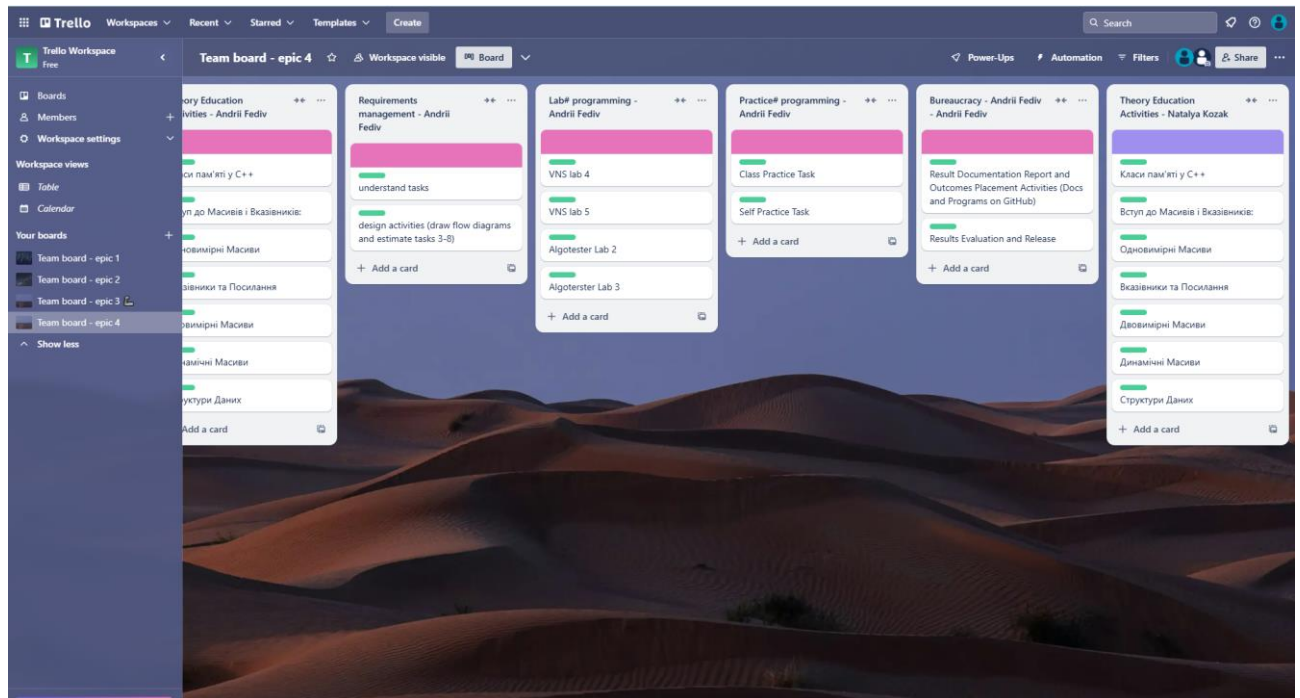 Trello
Workspaces
Recent
Starred
Templates
Create
Search
T
Trello Workspace
Free
Team board - epic 4
Workspace visible
Board
Power-Ups
Automation
Filters
Share
Boards
Members
Workspace settings
Workspace views
Table
Calendar
Your boards
Team board - epic 1
Team board - epic 2
Team board - epic 3
Team board - epic 4
Show less
ory Education
ivities - Andrii Fediv
си пам'яті у C++
уп до Масивів і Вказівників:
новимірні Масиви
зівники та Посилання
овимірні Масиви
намічні Масиви
уктури Даних
Add a card
Requirements
management - Andrii
Fediv
understand tasks
design activities (draw flow diagrams
and estimate tasks 3-8)
+ Add a card
Lab# programming -
Andrii Fediv
VNS lab 4
VNS lab 5
Algotester Lab 2
Algoterster Lab 3
+ Add a card
Practice# programming -
Andrii Fediv
Class Practice Task
Self Practice Task
+ Add a card
Bureaucracy - Andrii Fediv
- Andrii Fediv
Result Documentation Report and
Outcomes Placement Activities (Docs
and Programs on GitHub)
Results Evaluation and Release
+ Add a card
Theory Education
Activities - Natalya Kozak
Класи пам'яті у C++
Вступ до Масивів і Вказівників:
Одновимірні Масиви
Вказівники та Посилання
Двовимірні Масиви
Динамічні Масиви
Структури Даних
+ Add a card